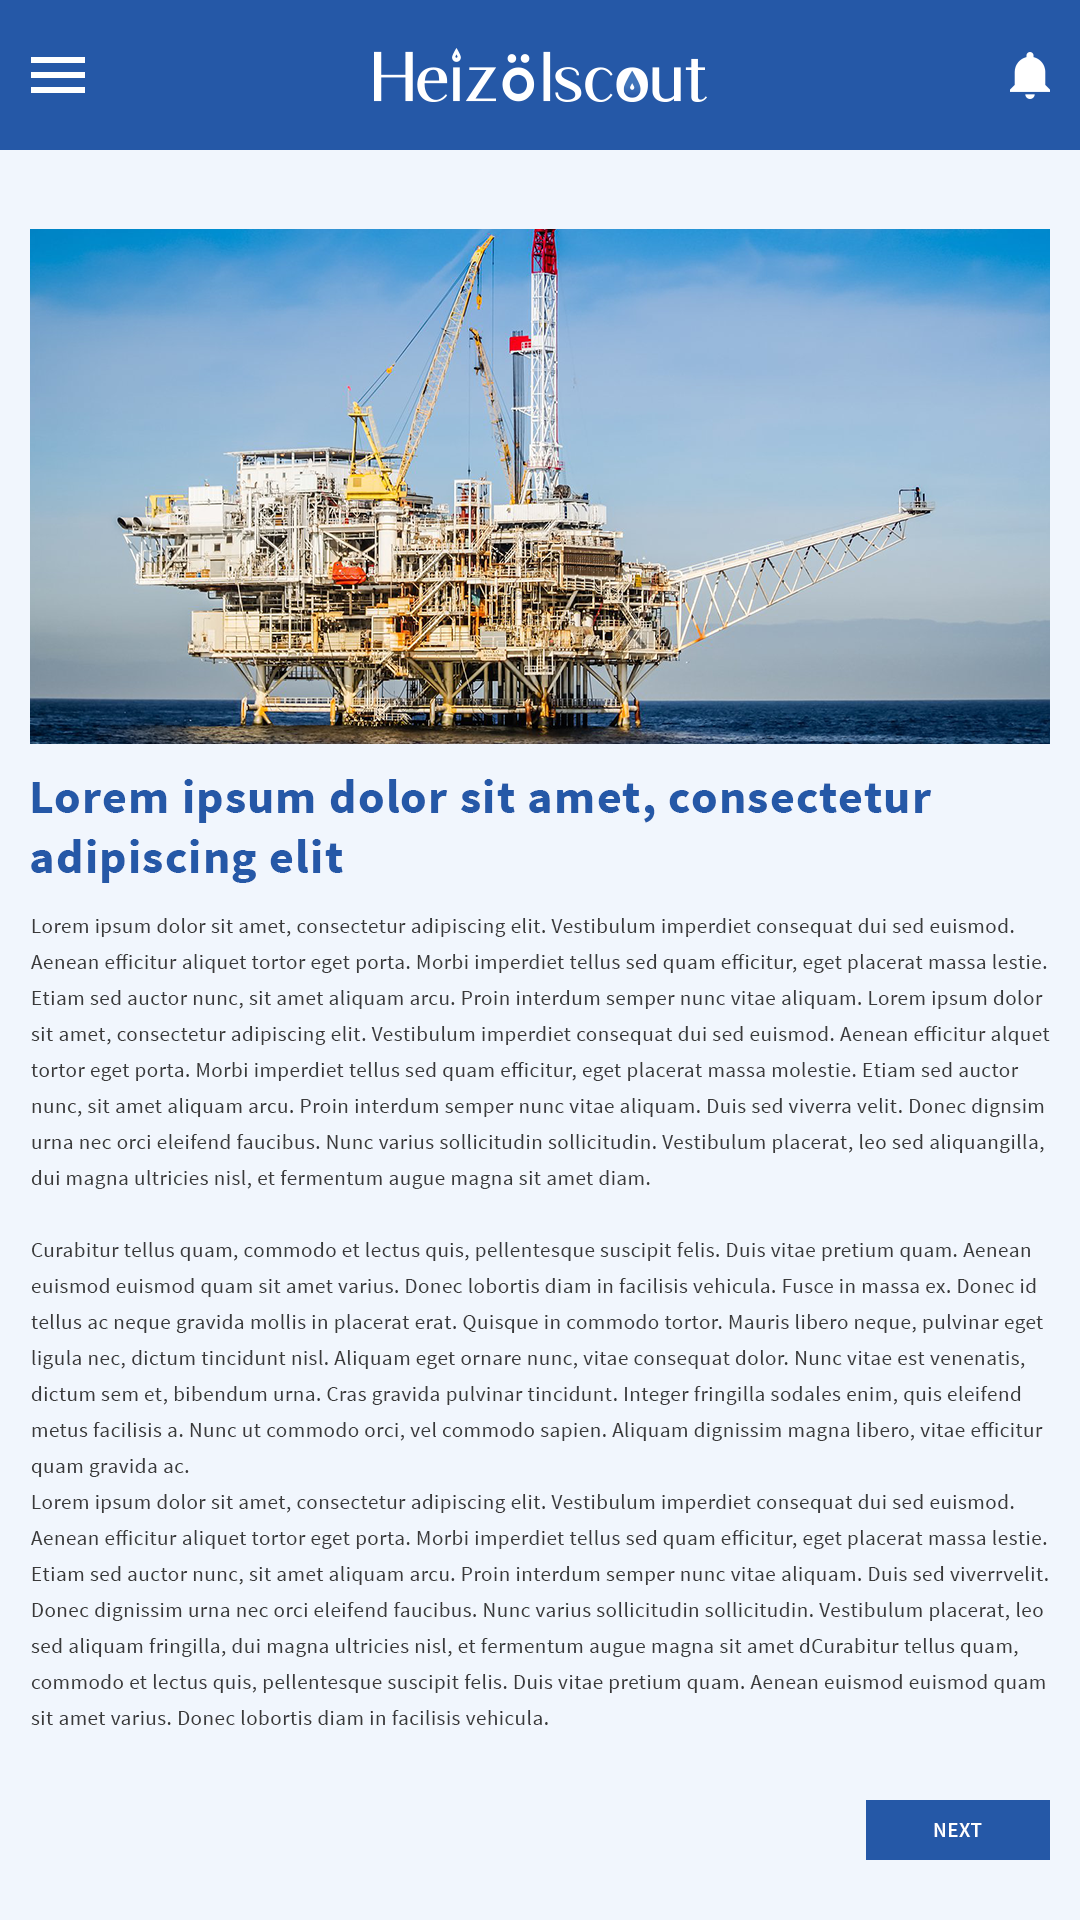 Heizölscout
Lorem ipsum dolor sit amet, consectetur
adipiscing elit
Lorem ipsum dolor sit amet, consectetur adipiscing elit. Vestibulum imperdiet consequat dui sed euismod.
Aenean efficitur aliquet tortor eget porta. Morbi imperdiet tellus sed quam efficitur, eget placerat massa lestie.
Etiam sed auctor nunc, sit amet aliquam arcu. Proin interdum semper nunc vitae aliquam. Lorem ipsum dolor
sit amet, consectetur adipiscing elit. Vestibulum imperdiet consequat dui sed euismod. Aenean efficitur alquet
tortor eget porta. Morbi imperdiet tellus sed quam efficitur, eget placerat massa molestie. Etiam sed auctor
nunc, sit amet aliquam arcu. Proin interdum semper nunc vitae aliquam. Duis sed viverra velit. Donec dignsim
urna nec orci eleifend faucibus. Nunc varius sollicitudin sollicitudin. Vestibulum placerat, leo sed aliquangilla,
dui magna ultricies nisl, et fermentum augue magna sit amet diam.
Curabitur tellus quam, commodo et lectus quis, pellentesque suscipit felis. Duis vitae pretium quam. Aenean
euismod euismod quam sit amet varius. Donec lobortis diam in facilisis vehicula. Fusce in massa ex. Donec id
tellus ac neque gravida mollis in placerat erat. Quisque in commodo tortor. Mauris libero neque, pulvinar eget
ligula nec, dictum tincidunt nisl. Aliquam eget ornare nunc, vitae consequat dolor. Nunc vitae est venenatis,
dictum sem et, bibendum urna. Cras gravida pulvinar tincidunt. Integer fringilla sodales enim, quis eleifend
metus facilisis a. Nunc ut commodo orci, vel commodo sapien. Aliquam dignissim magna libero, vitae efficitur
quam gravida ac.
Lorem ipsum dolor sit amet, consectetur adipiscing elit. Vestibulum imperdiet consequat dui sed euismod.
Aenean efficitur aliquet tortor eget porta. Morbi imperdiet tellus sed quam efficitur, eget placerat massa lestie.
Etiam sed auctor nunc, sit amet aliquam arcu. Proin interdum semper nunc vitae aliquam. Duis sed viverrvelit.
Donec dignissim urna nec orci eleifend faucibus. Nunc varius sollicitudin sollicitudin. Vestibulum placerat, leo
sed aliquam fringilla, dui magna ultricies nisl, et fermentum augue magna sit amet dCurabitur tellus quam,
commodo et lectus quis, pellentesque suscipit felis. Duis vitae pretium quam. Aenean euismod euismod quam
sit amet varius. Donec lobortis diam in facilisis vehicula.
NEXT